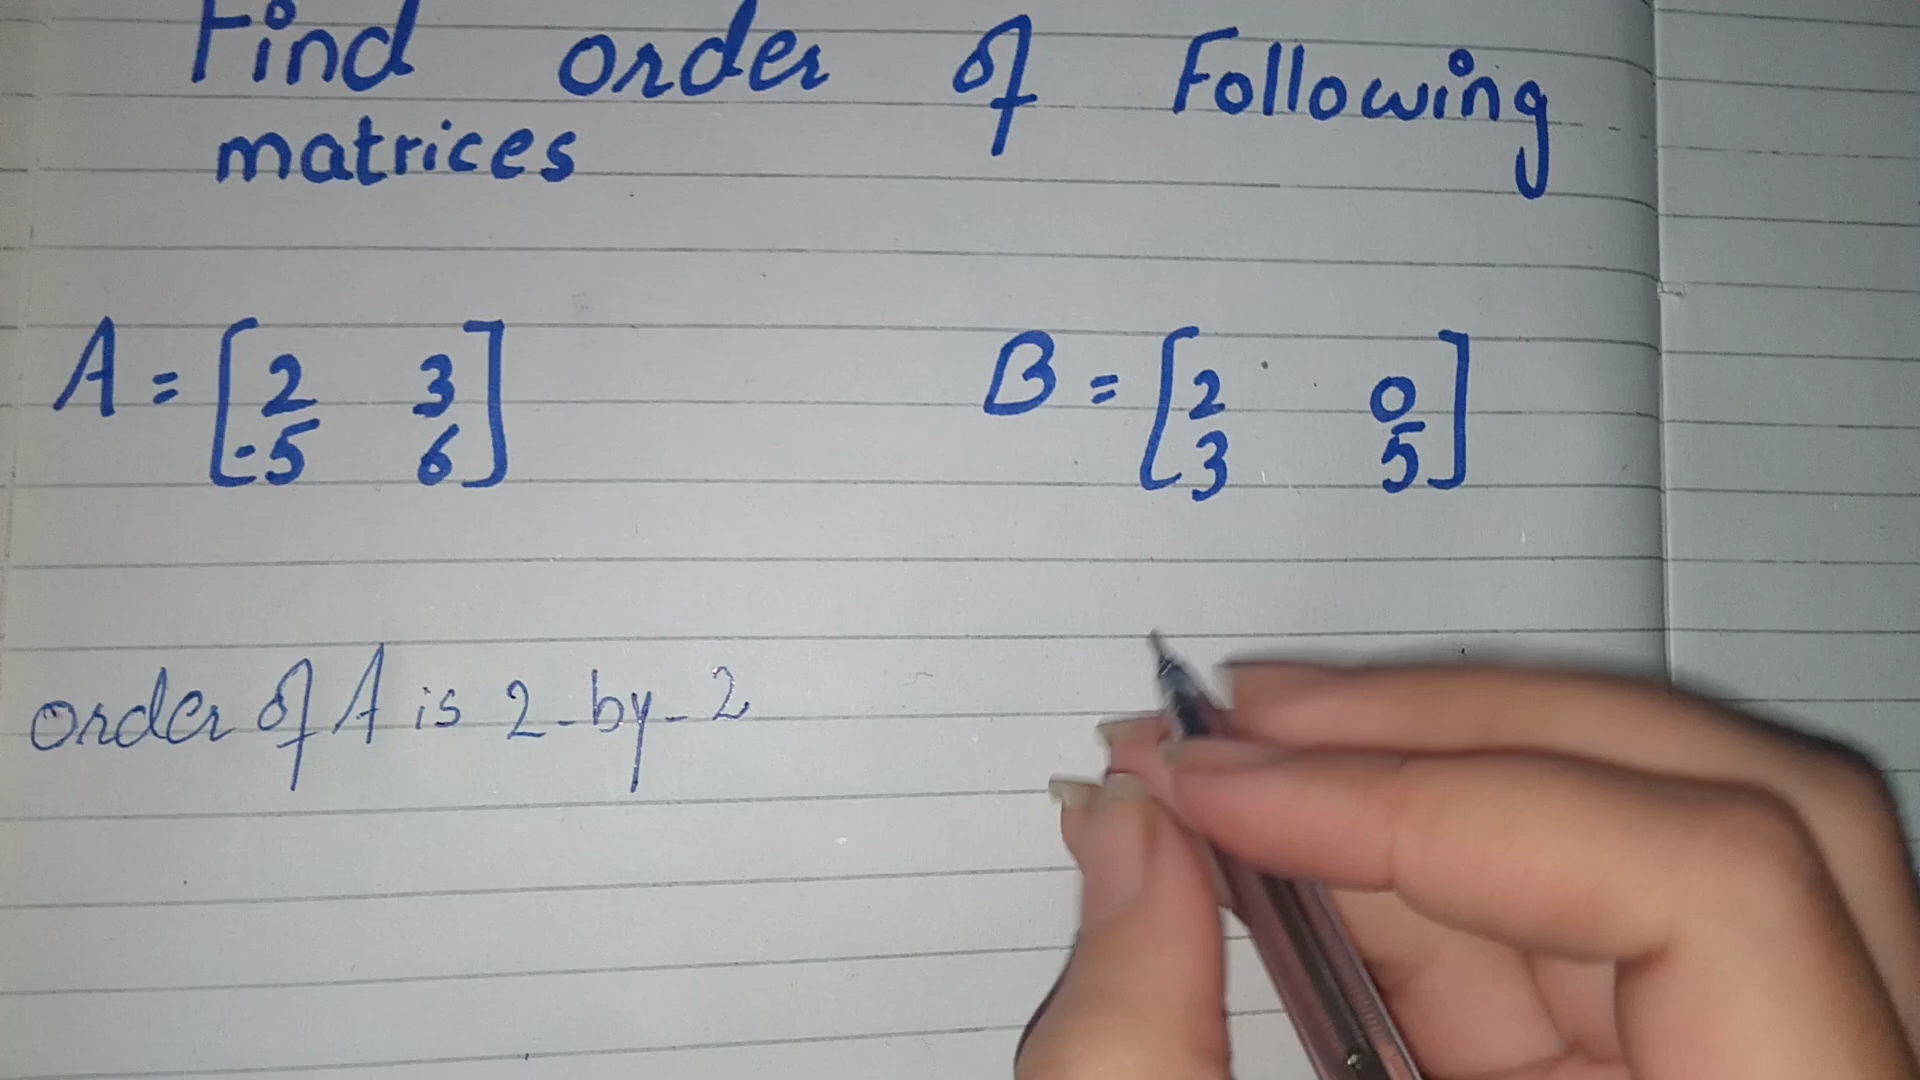 Find order of Following
matrices
A = [2 3
-5 6]
B = [2 0
3 5]
order of A is 2-by-2